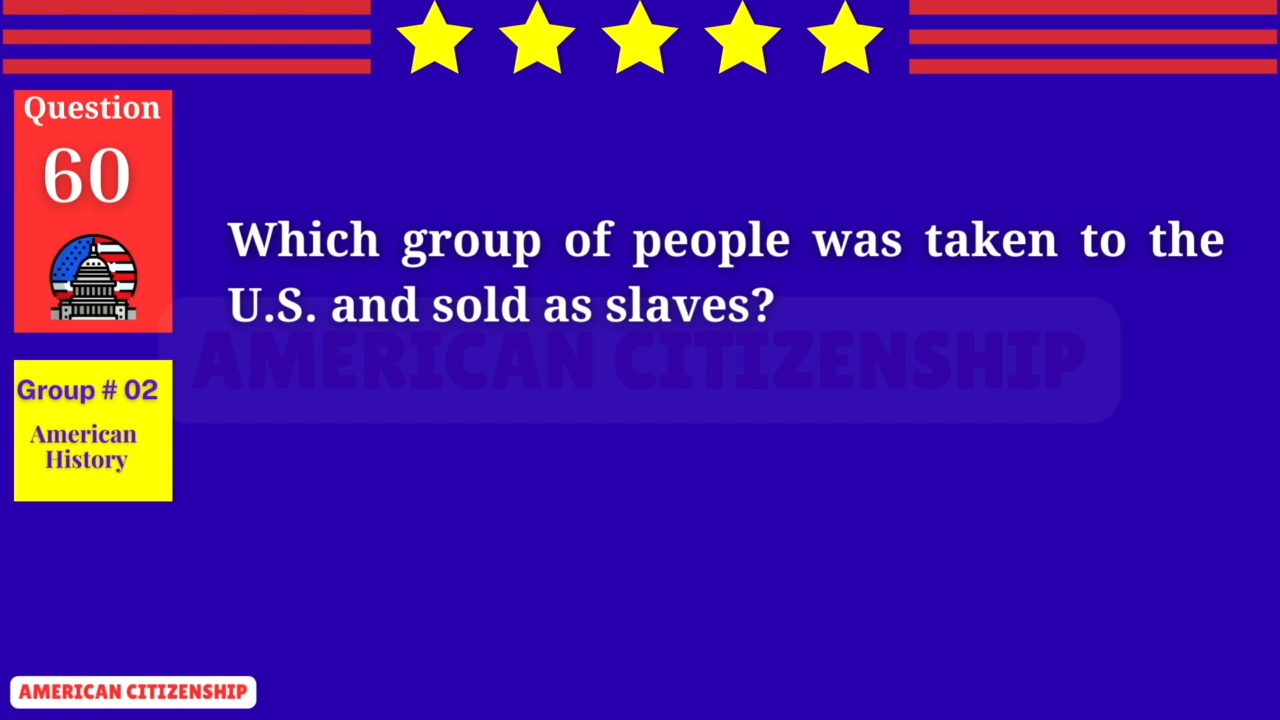 Question
60
Which group of people was taken to the
U.S. and sold as slaves?
AMERICAN CITIZENSHIP
Group # 02
American
History
AMERICAN CITIZENSHIP